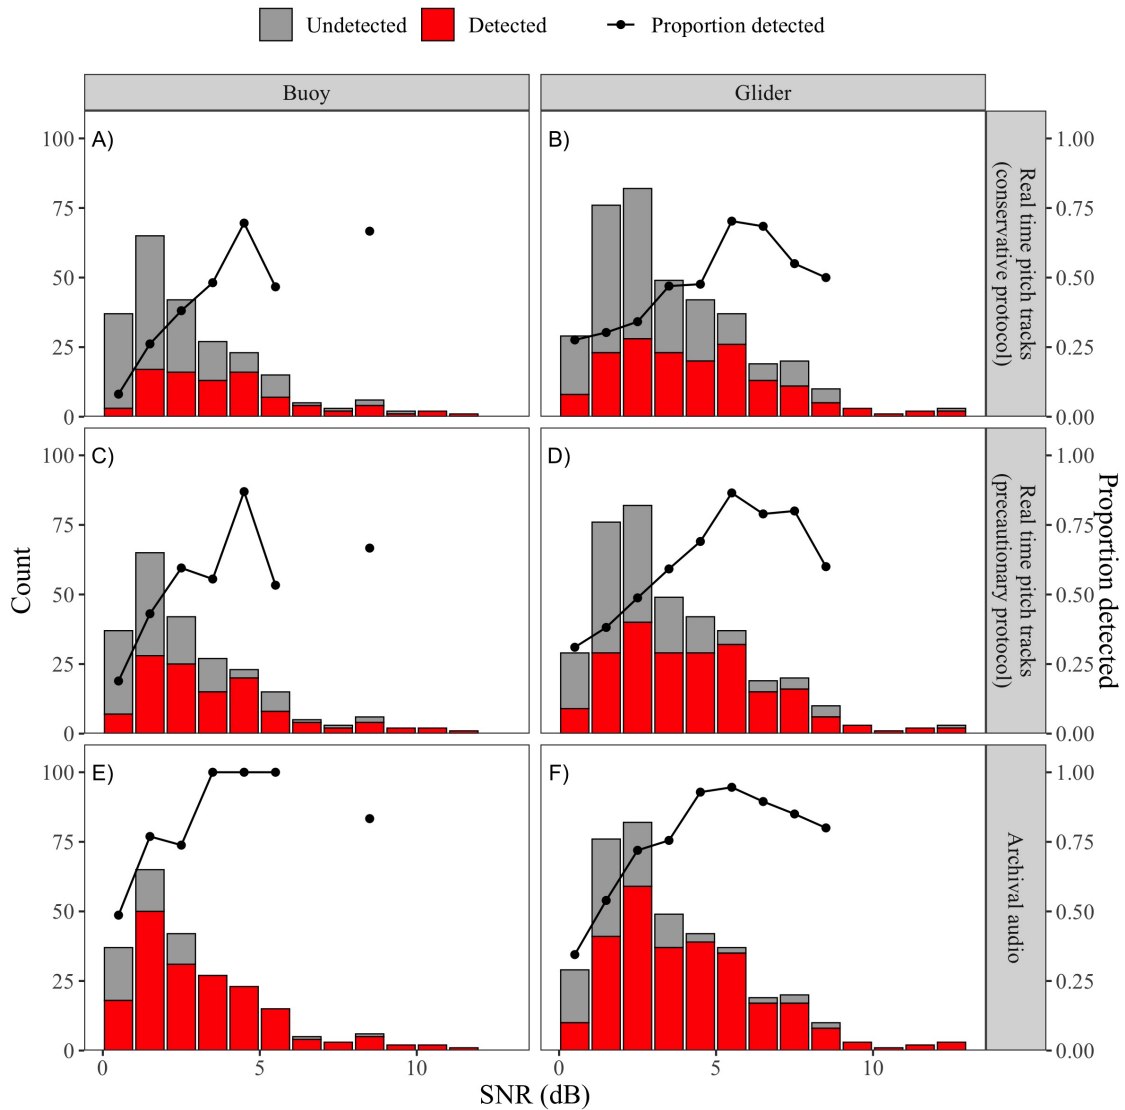 Undetected Detected Proportion detected
Buoy Glider
A)
B)
100
75
50
25
0
1.00
0.75
0.50
0.25
0.00
Real time pitch tracks
(conservative protocol)
C)
D)
100
75
50
25
0
1.00
0.75
0.50
0.25
0.00
Real time pitch tracks
(precautionary protocol)
Count
Proportion detected
E)
F)
100
75
50
25
0
1.00
0.75
0.50
0.25
0.00
Archival audio
0 5 10 0 5 10
SNR (dB)